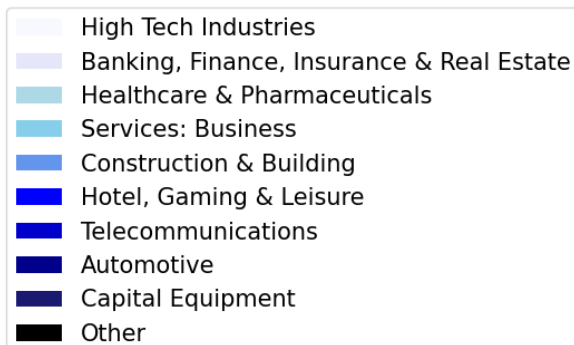 High Tech Industries
Banking, Finance, Insurance & Real Estate
Healthcare & Pharmaceuticals
Services: Business
Construction & Building
Hotel, Gaming & Leisure
Telecommunications
Automotive
Capital Equipment
Other